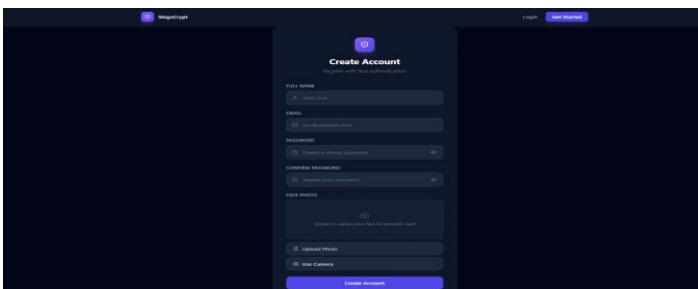 StegoCrypt
Login
Get Started
Create Account
Register with face authentication
FULL NAME
John Doe
EMAIL
you@example.com
PASSWORD
Create a strong password
CONFIRM PASSWORD
Repeat your password
FACE PHOTO
Upload or capture your face for biometric auth
Upload Photo
Use Camera
Create Account